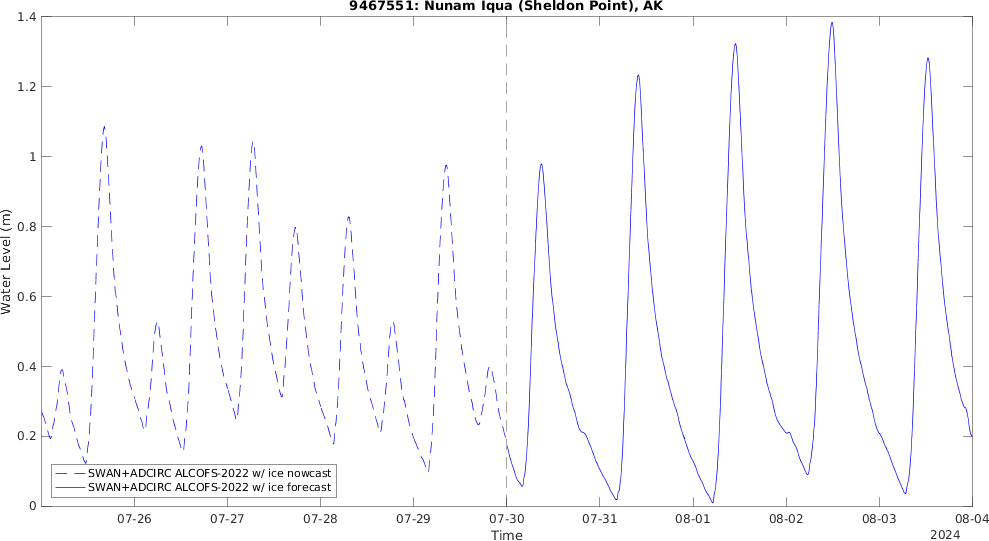 9467551: Nunam Iqua (Sheldon Point), AK
Water Level (m)
1.4
1.2
1
0.8
0.6
0.4
0.2
0
SWAN+ADCIRC ALCOFS-2022 w/ ice nowcast
SWAN+ADCIRC ALCOFS-2022 w/ ice forecast
07-26 07-27 07-28 07-29 07-30 07-31 08-01 08-02 08-03 08-04
Time
2024